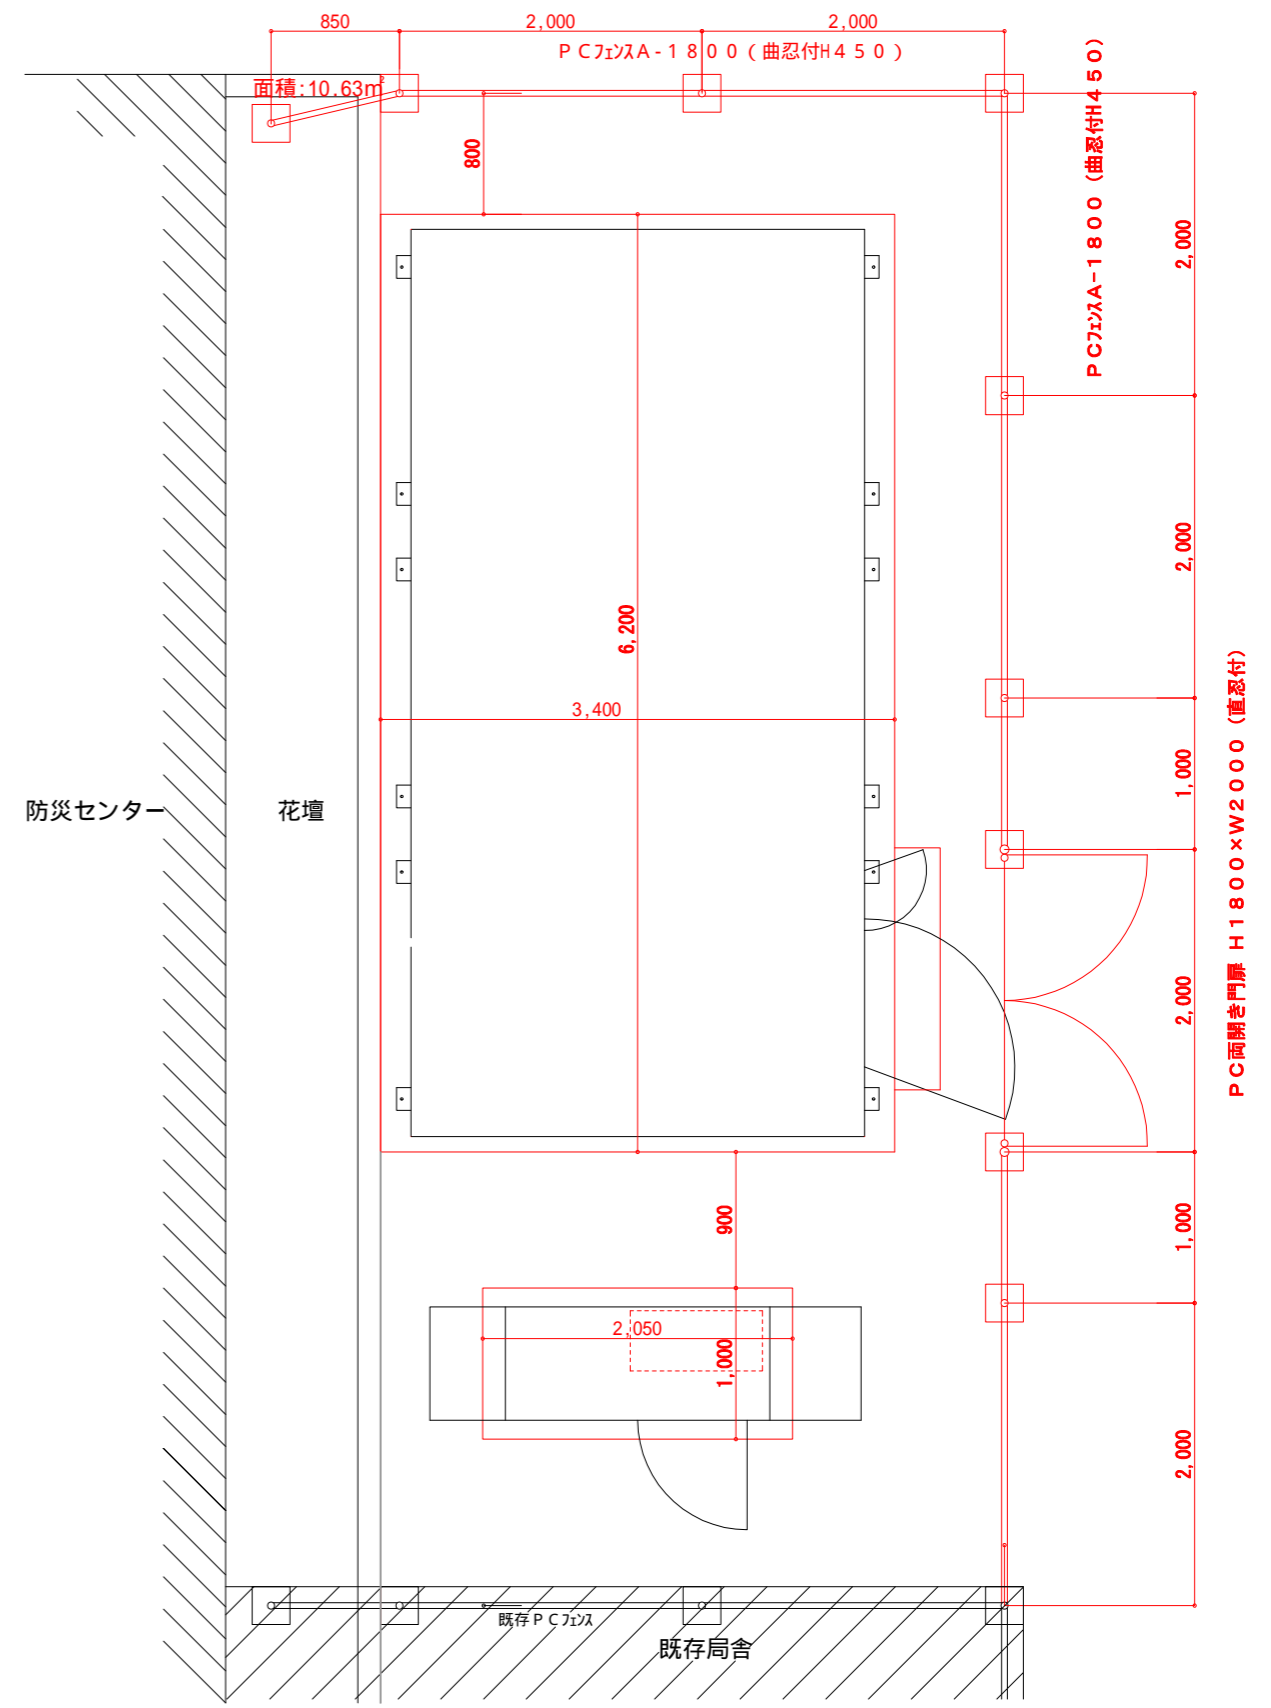 850
2,000
2,000
ＰＣﾌｪﾝｽＡ-１８００(曲忍付H４５０)
面積:10.63㎡
ＰＣﾌｪﾝｽＡ-１８００（曲忍付H４５０）
800
2,000
2,000
6,200
3,400
1,000
防災センター
花壇
ＰＣ両開き門扉 Ｈ１８００×Ｗ２０００（直忍付）
2,000
900
1,000
2,050
1,000
2,000
既存ＰＣﾌｪﾝｽ
既存局舎